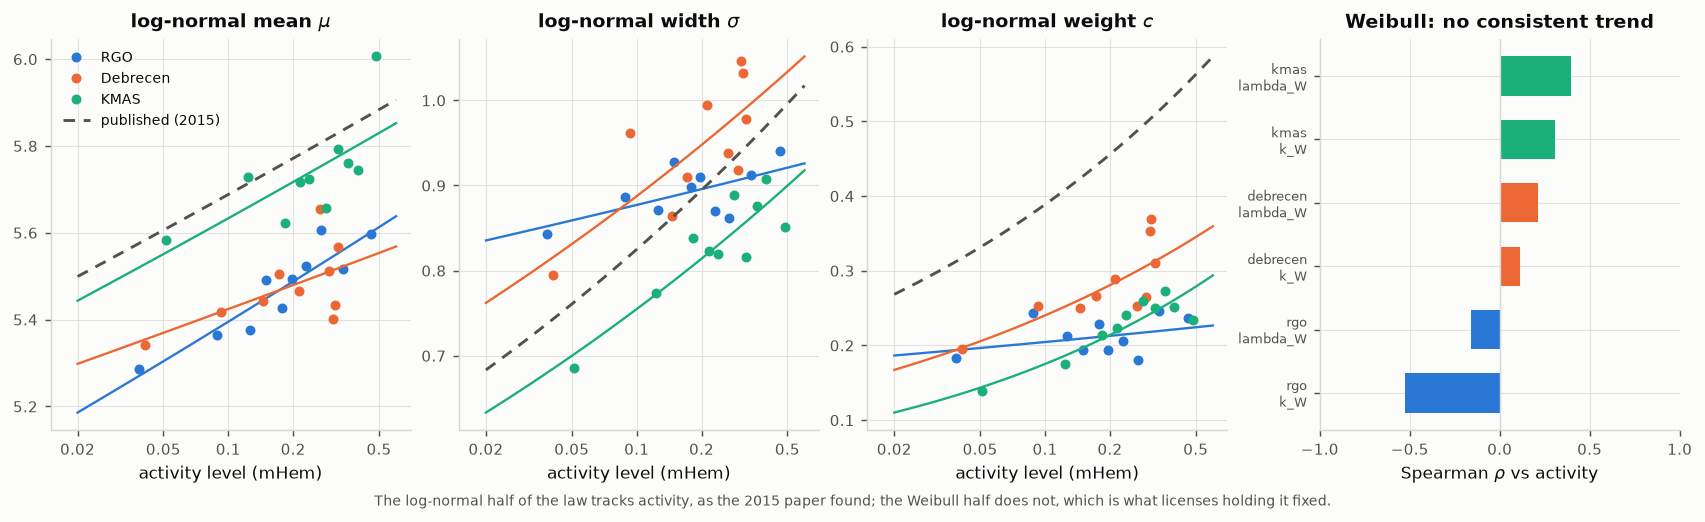 log-normal mean μ
6.0
5.8
5.6
5.4
5.2
RGO
Debrecen
KMAS
published (2015)
0.02
0.05
0.1
0.2
0.5
activity level (mHem)
log-normal width σ
1.0
0.9
0.8
0.7
0.02
0.05
0.1
0.2
0.5
activity level (mHem)
log-normal weight c
0.6
0.5
0.4
0.3
0.2
0.1
0.02
0.05
0.1
0.2
0.5
activity level (mHem)
Weibull: no consistent trend
kmas
lambda_W
kmas
k_W
debrecen
lambda_W
debrecen
k_W
rgo
lambda_W
rgo
k_W
−1.0
−0.5
0.0
0.5
1.0
Spearman ρ vs activity
The log-normal half of the law tracks activity, as the 2015 paper found; the Weibull half does not, which is what licenses holding it fixed.